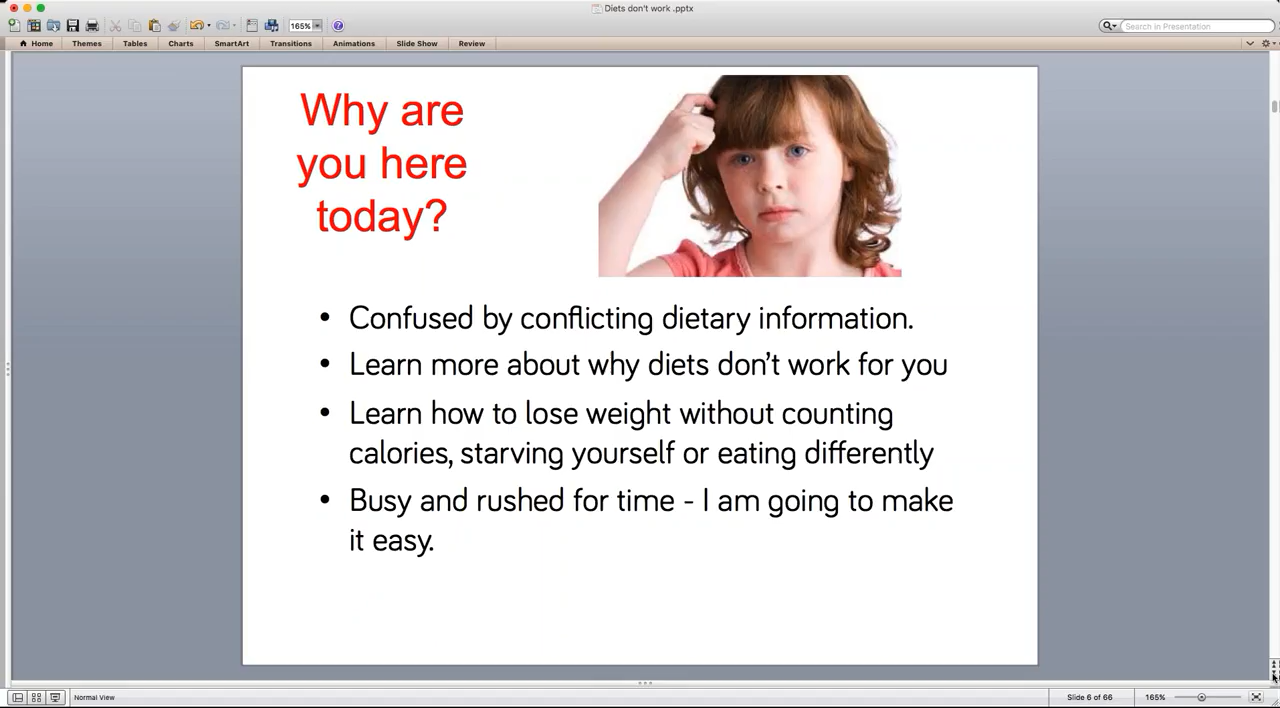 Diets don't work .pptx
165%
Search in Presentation
Home Themes Tables Charts SmartArt Transitions Animations Slide Show Review
Why are
you here
today?
• Confused by conflicting dietary information.
• Learn more about why diets don't work for you
• Learn how to lose weight without counting
calories, starving yourself or eating differently
• Busy and rushed for time - I am going to make
it easy.
Normal View
Slide 6 of 66
165%